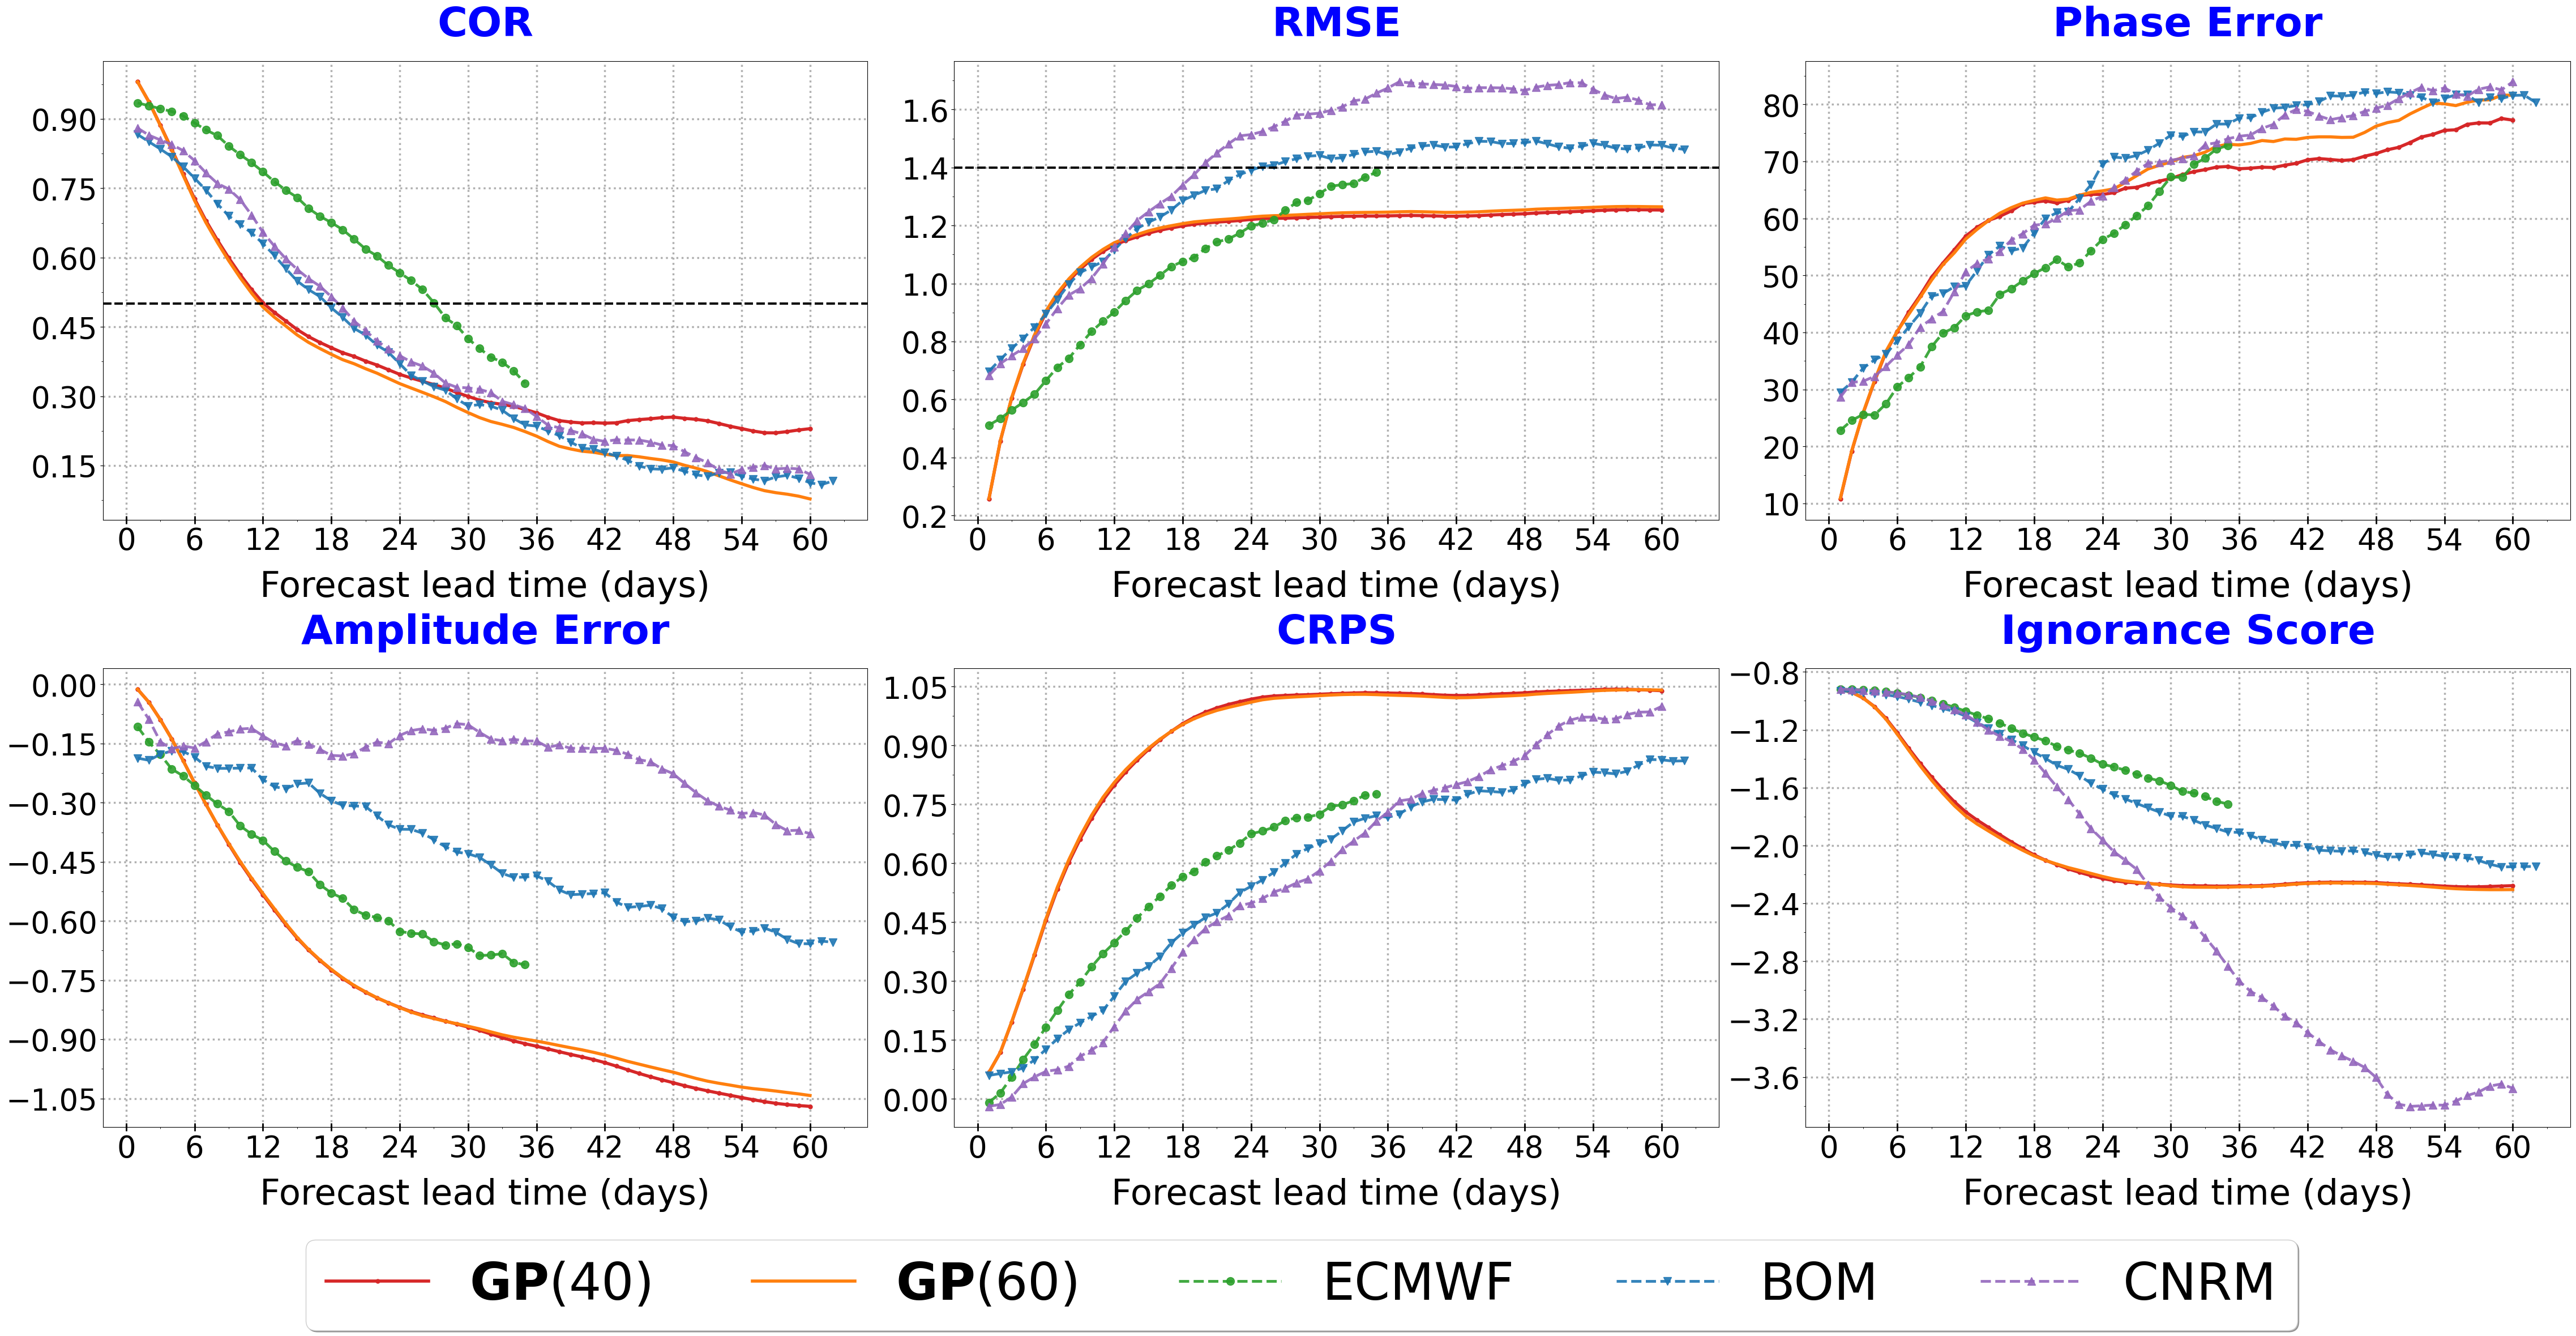 COR
0.90
0.75
0.60
0.45
0.30
0.15
0 6 12 18 24 30 36 42 48 54 60
Forecast lead time (days)
RMSE
1.6
1.4
1.2
1.0
0.8
0.6
0.4
0.2
0 6 12 18 24 30 36 42 48 54 60
Forecast lead time (days)
Phase Error
80
70
60
50
40
30
20
10
0 6 12 18 24 30 36 42 48 54 60
Forecast lead time (days)
Amplitude Error
0.00
−0.15
−0.30
−0.45
−0.60
−0.75
−0.90
−1.05
0 6 12 18 24 30 36 42 48 54 60
Forecast lead time (days)
CRPS
1.05
0.90
0.75
0.60
0.45
0.30
0.15
0.00
0 6 12 18 24 30 36 42 48 54 60
Forecast lead time (days)
Ignorance Score
−0.8
−1.2
−1.6
−2.0
−2.4
−2.8
−3.2
−3.6
0 6 12 18 24 30 36 42 48 54 60
Forecast lead time (days)
GP(40) GP(60) ECMWF BOM CNRM